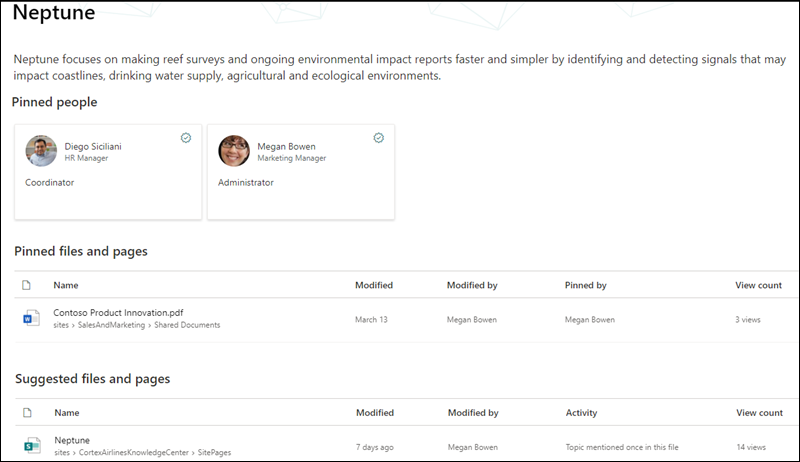 Neptune
Neptune focuses on making reef surveys and ongoing environmental impact reports faster and simpler by identifying and detecting signals that may
impact coastlines, drinking water supply, agricultural and ecological environments.
Pinned people
Diego Siciliani
HR Manager
Coordinator
Megan Bowen
Marketing Manager
Administrator
Pinned files and pages
Name Modified Modified by Pinned by View count
Contoso Product Innovation.pdf
sites > SalesAndMarketing > Shared Documents
March 13 Megan Bowen Megan Bowen 3 views
Suggested files and pages
Name Modified Modified by Activity View count
Neptune
sites > CortexAirlinesKnowledgeCenter > SitePages
7 days ago Megan Bowen Topic mentioned once in this file 14 views